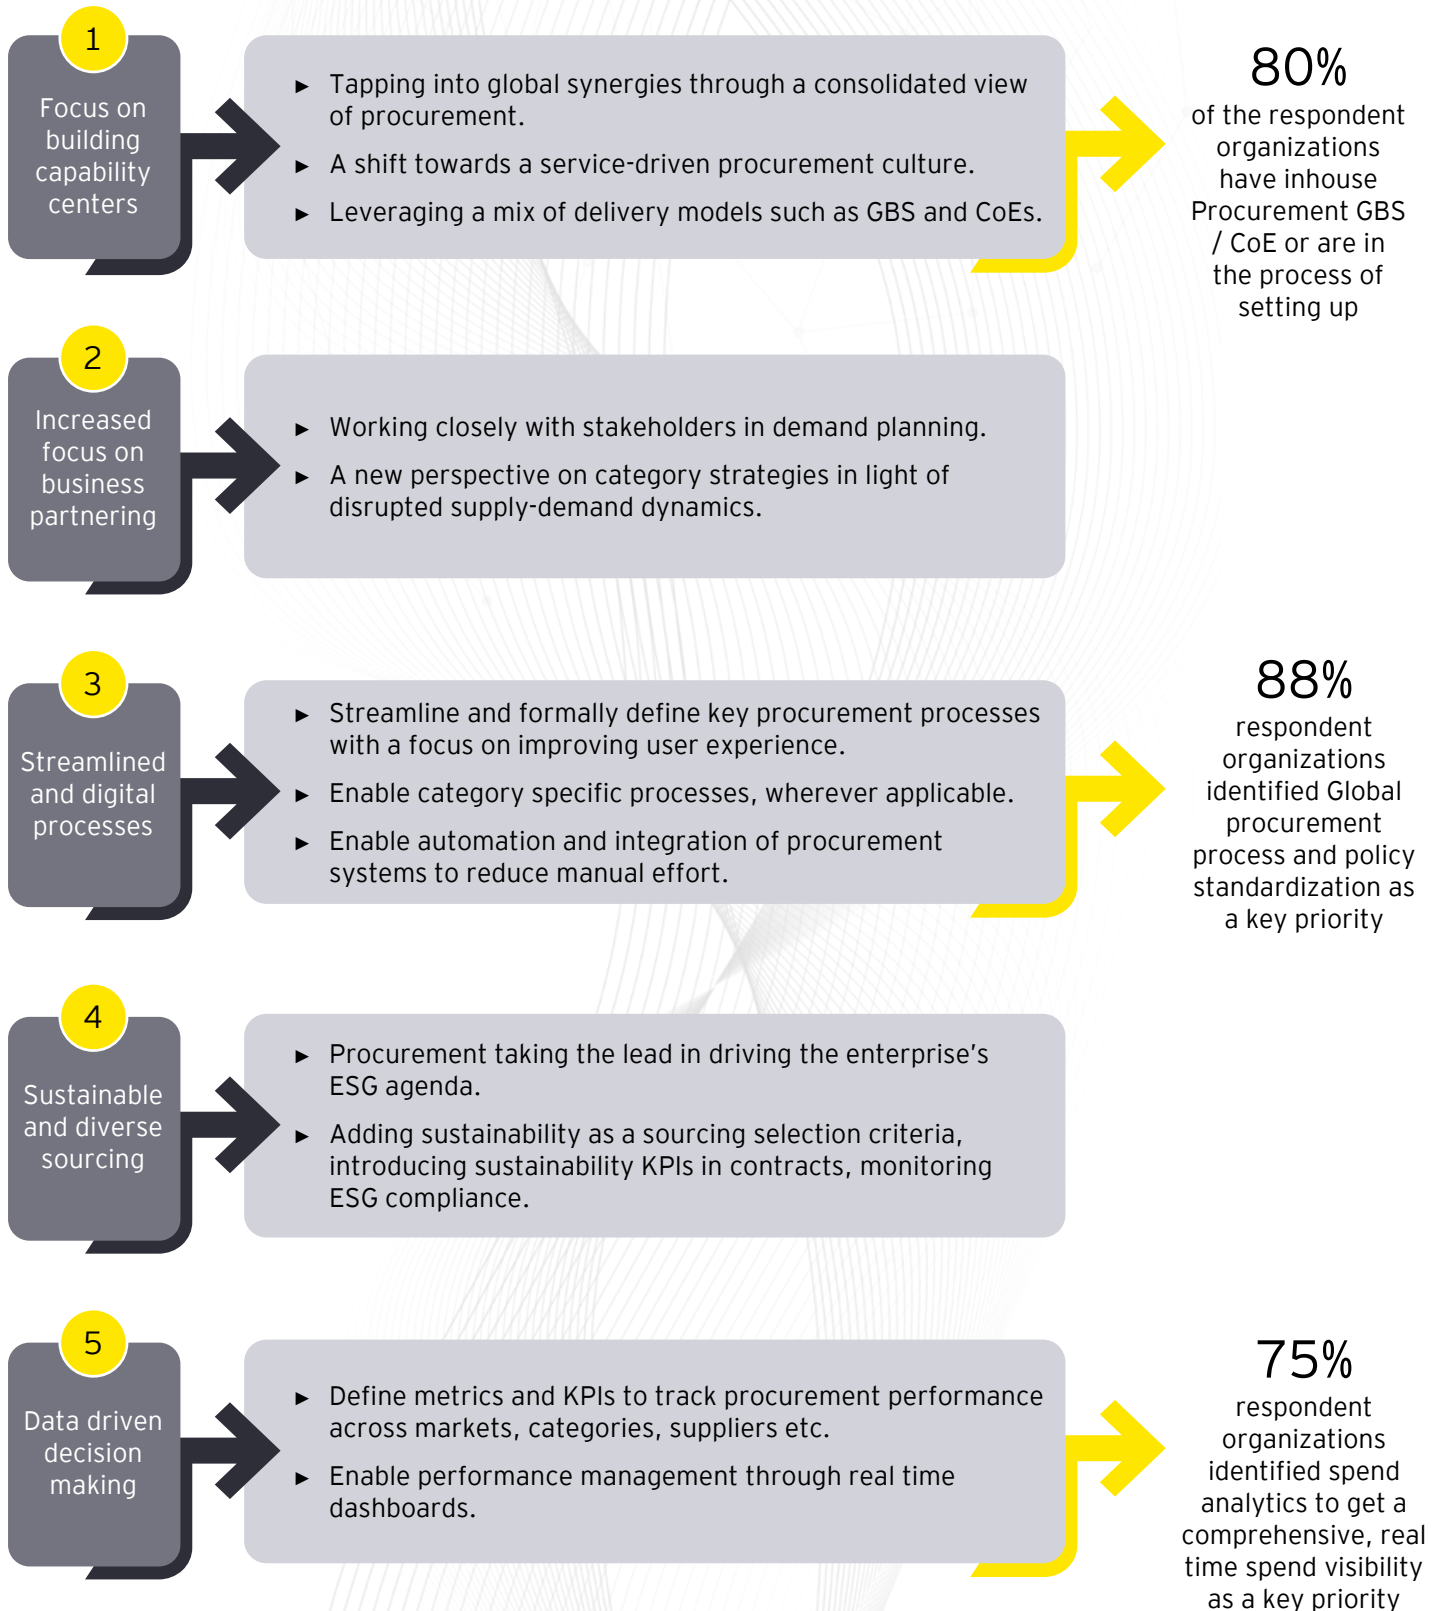 1
Focus on
building
capability
centers
► Tapping into global synergies through a consolidated view
of procurement.
► A shift towards a service-driven procurement culture.
► Leveraging a mix of delivery models such as GBS and CoEs.
80%
of the respondent
organizations
have inhouse
Procurement GBS
/ CoE or are in
the process of
setting up
2
Increased
focus on
business
partnering
► Working closely with stakeholders in demand planning.
► A new perspective on category strategies in light of
disrupted supply-demand dynamics.
3
Streamlined
and digital
processes
► Streamline and formally define key procurement processes
with a focus on improving user experience.
► Enable category specific processes, wherever applicable.
► Enable automation and integration of procurement
systems to reduce manual effort.
88%
respondent
organizations
identified Global
procurement
process and policy
standardization as
a key priority
4
Sustainable
and diverse
sourcing
► Procurement taking the lead in driving the enterprise’s
ESG agenda.
► Adding sustainability as a sourcing selection criteria,
introducing sustainability KPIs in contracts, monitoring
ESG compliance.
5
Data driven
decision
making
► Define metrics and KPIs to track procurement performance
across markets, categories, suppliers etc.
► Enable performance management through real time
dashboards.
75%
respondent
organizations
identified spend
analytics to get a
comprehensive, real
time spend visibility
as a key priority